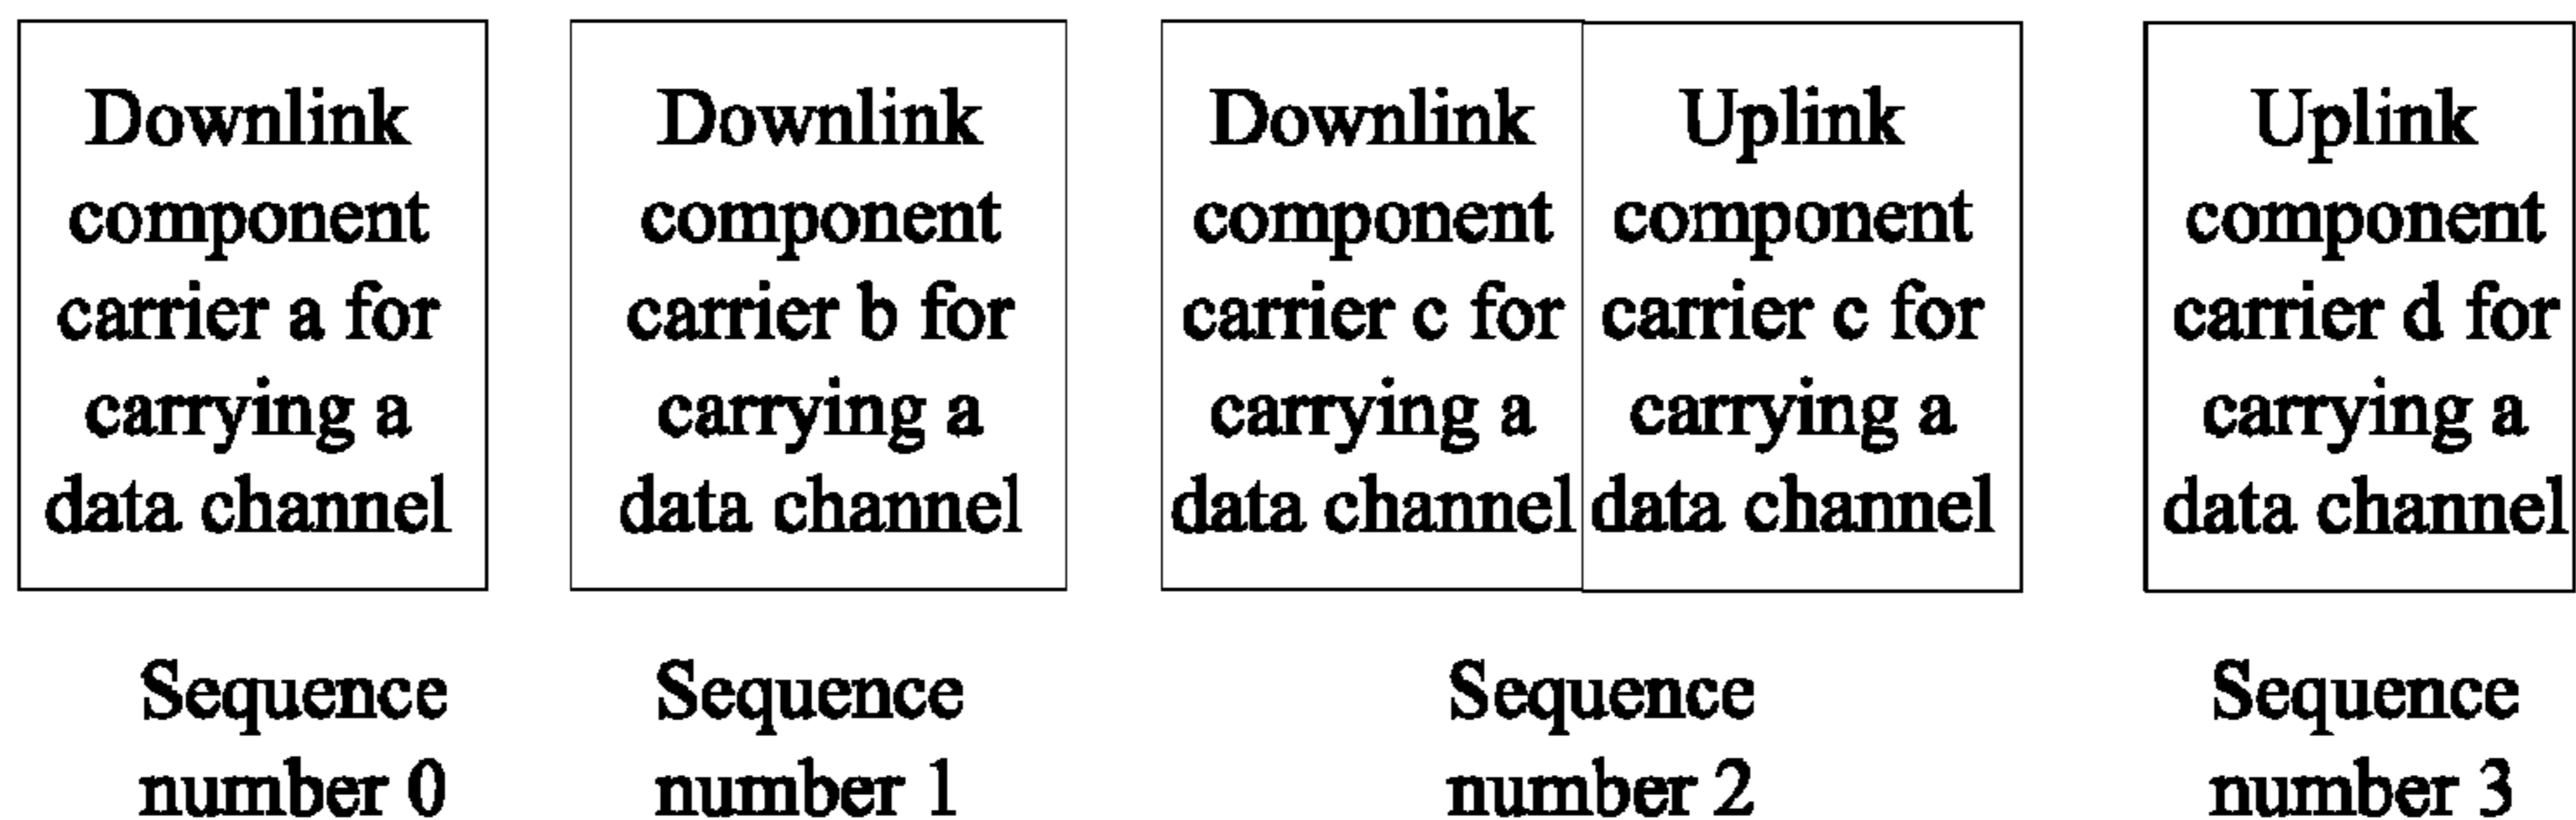 Downlink
component
carrier a for
carrying a
data channel
Downlink
component
carrier b for
carrying a
data channel
Downlink
component
carrier c for
carrying a
data channel
Uplink
component
carrier c for
carrying a
data channel
Uplink
component
carrier d for
carrying a
data channel
Sequence
number 0
Sequence
number 1
Sequence
number 2
Sequence
number 3